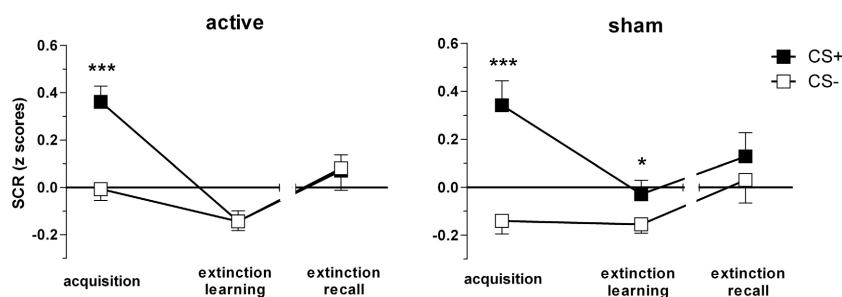 active
sham
0.6
0.4
0.2
0.0
-0.2
SCR (z scores)
***
acquisition
extinction
learning
extinction
recall
0.6
0.4
0.2
0.0
-0.2
***
*
acquisition
extinction
learning
extinction
recall
CS+
CS-